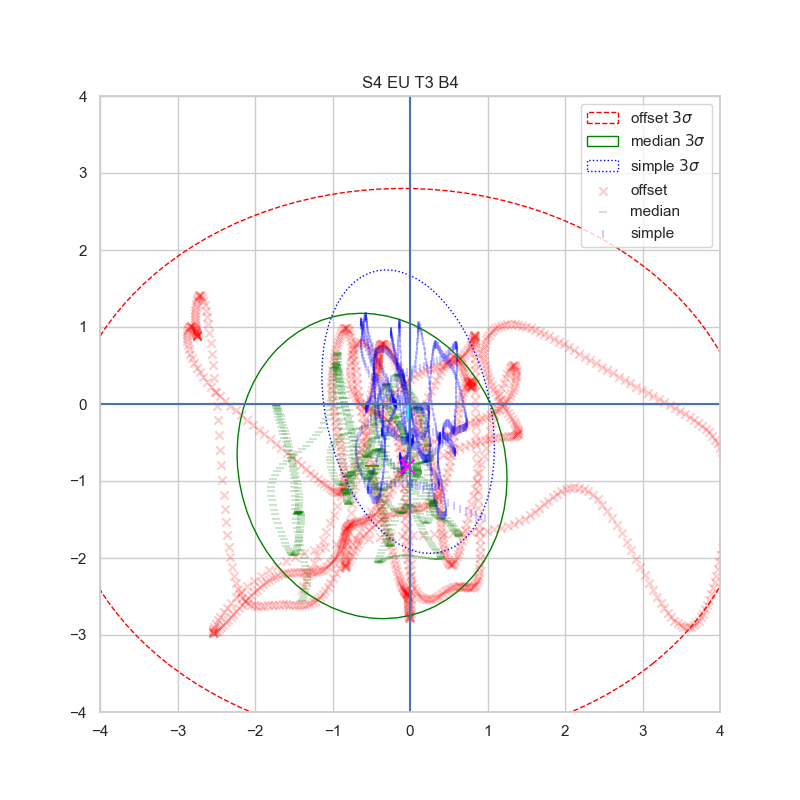 S4 EU T3 B4
offset 3σ
median 3σ
simple 3σ
offset
median
simple
4
3
2
1
0
−1
−2
−3
−4
−4 −3 −2 −1 0 1 2 3 4